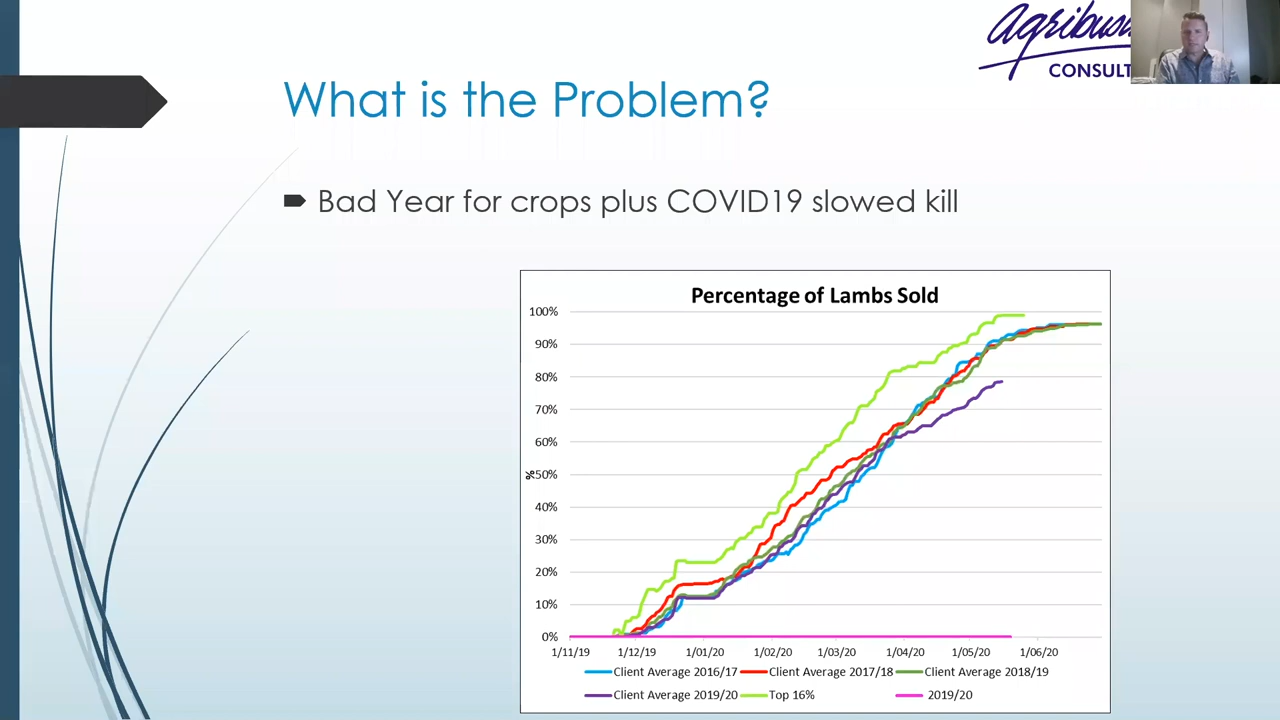 CONSULT
What is the Problem?
Bad Year for crops plus COVID19 slowed kill
Percentage of Lambs Sold
100%
90%
80%
70%
60%
50%
40%
30%
20%
10%
0%
%
1/11/19 1/12/19 1/01/20 1/02/20 1/03/20 1/04/20 1/05/20 1/06/20
Client Average 2016/17 Client Average 2017/18 Client Average 2018/19
Client Average 2019/20 Top 16% 2019/20